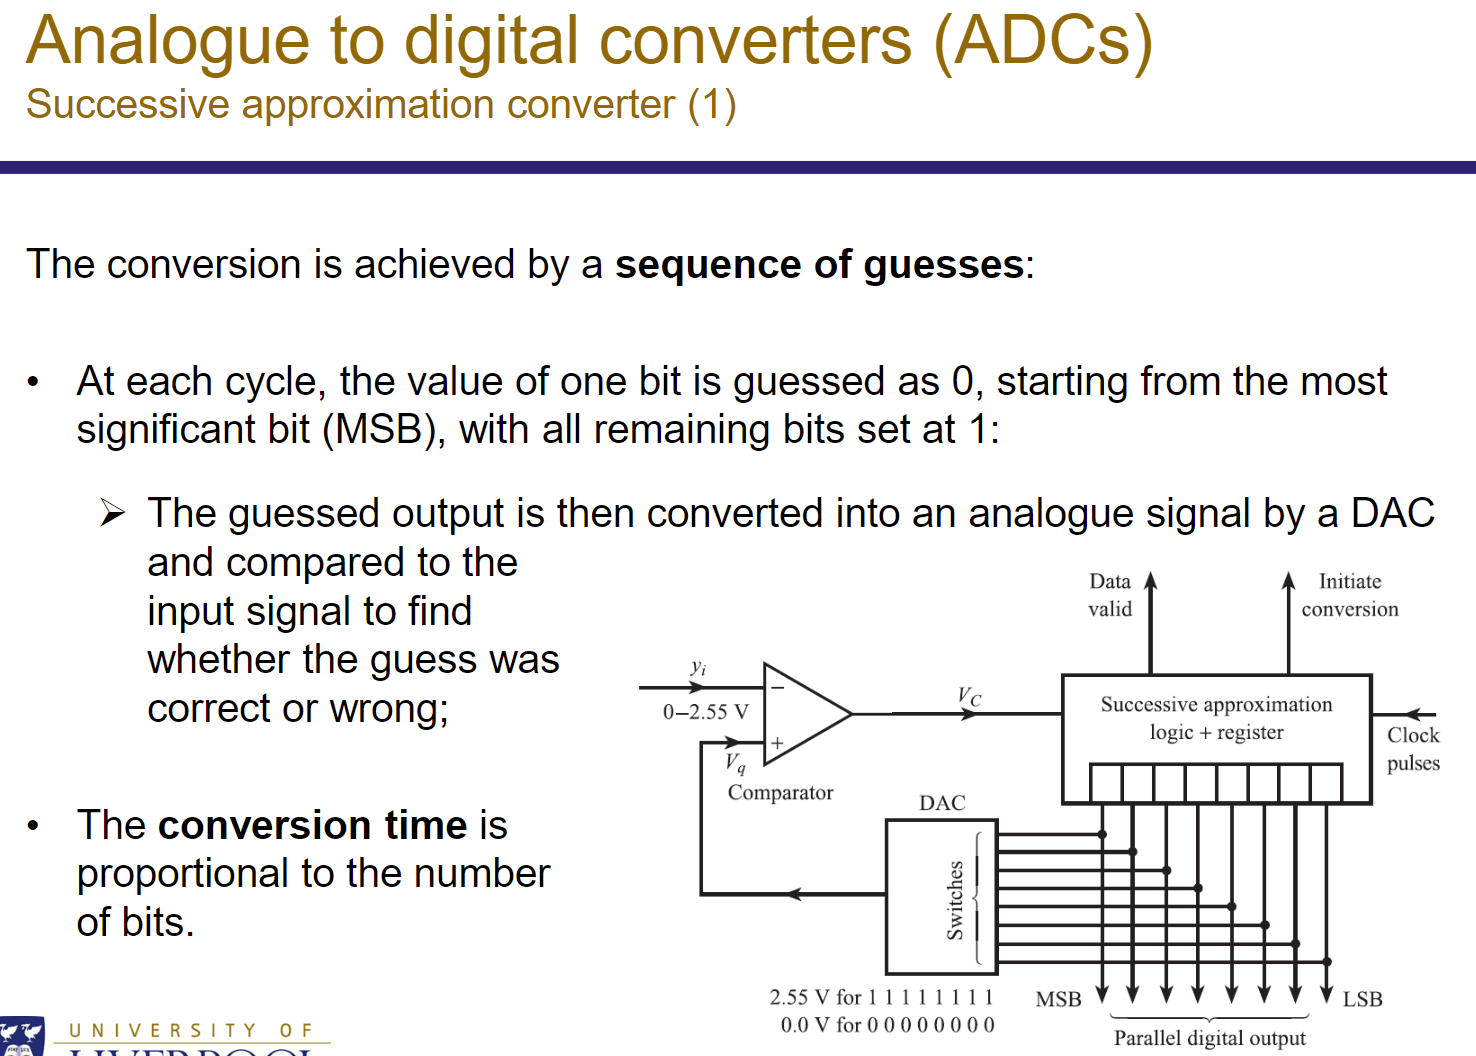 Analogue to digital converters (ADCs)
Successive approximation converter (1)
The conversion is achieved by a sequence of guesses:
• At each cycle, the value of one bit is guessed as 0, starting from the most
significant bit (MSB), with all remaining bits set at 1:
➢ The guessed output is then converted into an analogue signal by a DAC
and compared to the
input signal to find
whether the guess was
correct or wrong;
• The conversion time is
proportional to the number
of bits.
Data
valid
Initiate
conversion
yi
−
0–2.55 V
VC
Successive approximation
logic + register
Clock
pulses
+
Vq
Comparator
DAC
Switches
2.55 V for 1 1 1 1 1 1 1 1
0.0 V for 0 0 0 0 0 0 0 0
MSB
LSB
Parallel digital output
UNIVERSITY OF
LIVERPOOL